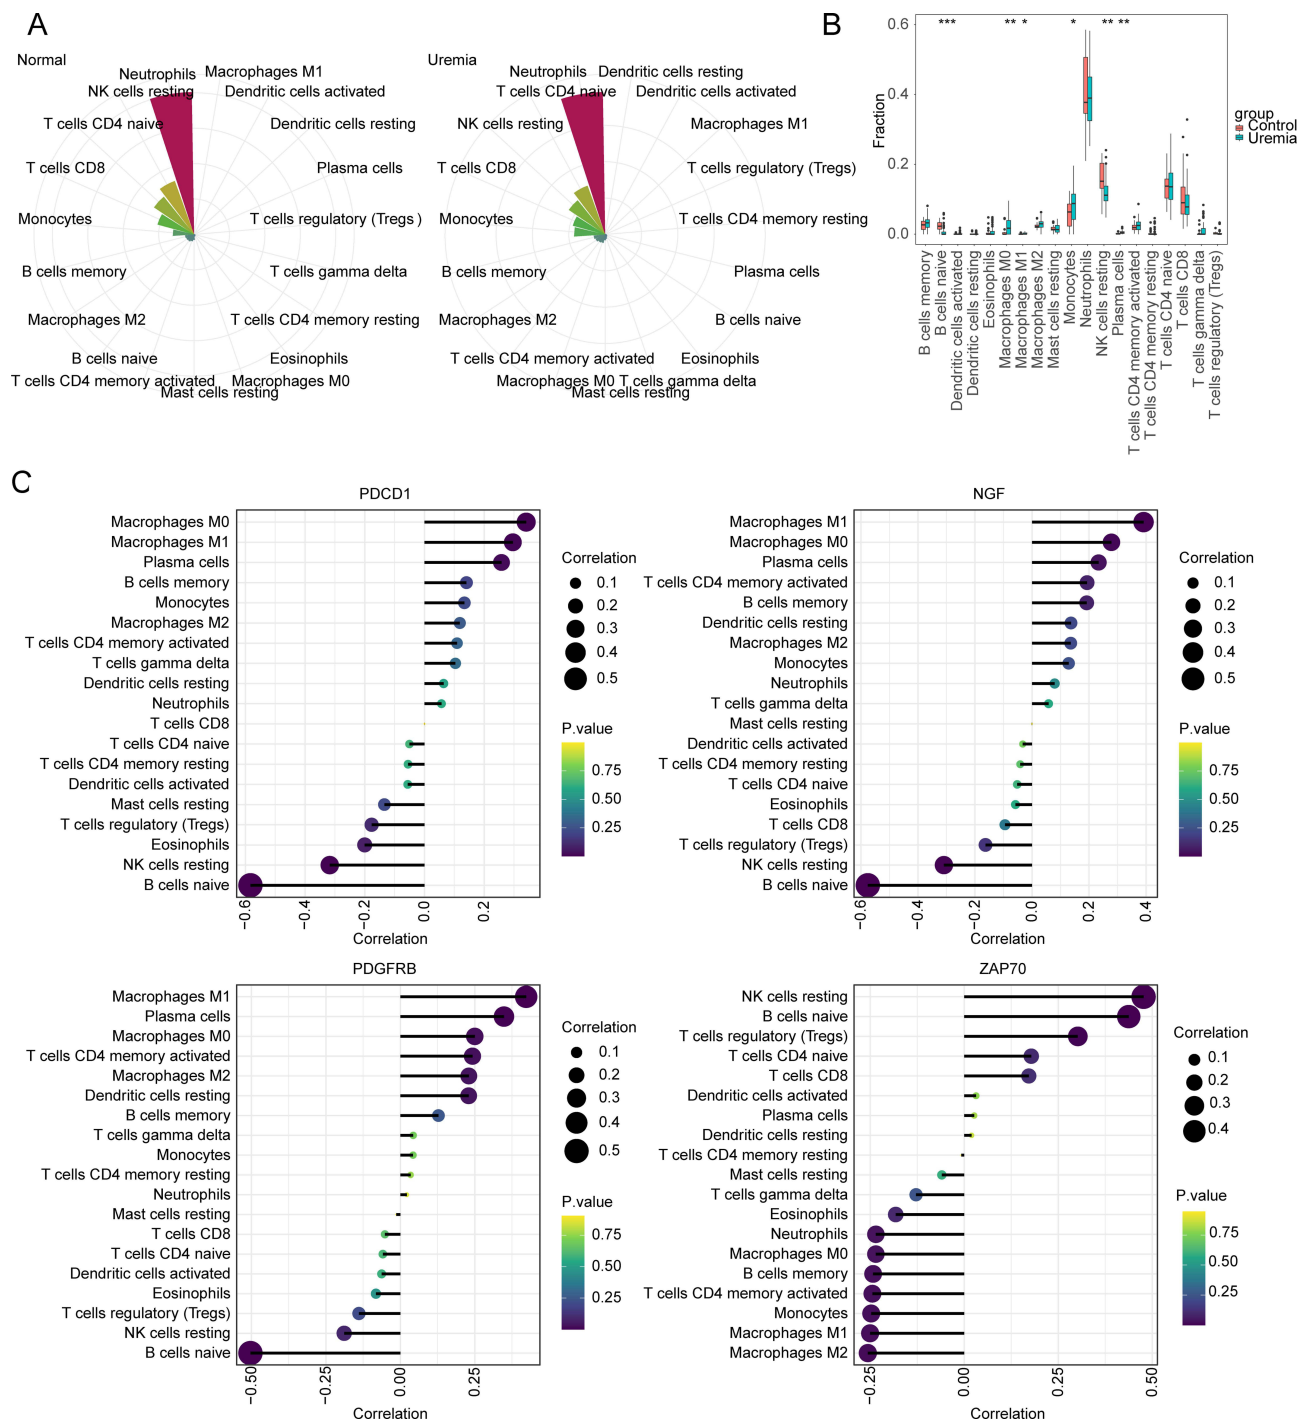 A
Normal
Neutrophils
Macrophages M1
NK cells resting
Dendritic cells activated
T cells CD4 naive
Dendritic cells resting
T cells CD8
Plasma cells
Monocytes
T cells regulatory (Tregs )
B cells memory
T cells gamma delta
Macrophages M2
T cells CD4 memory resting
B cells naive
Eosinophils
T cells CD4 memory activated
Macrophages M0
Mast cells resting
Uremia
Neutrophils
Dendritic cells resting
T cells CD4 naive
Dendritic cells activated
NK cells resting
Macrophages M1
T cells CD8
T cells regulatory (Tregs)
Monocytes
T cells CD4 memory resting
B cells memory
Plasma cells
Macrophages M2
B cells naive
T cells CD4 memory activated
Eosinophils
Macrophages M0
T cells gamma delta
Mast cells resting
B
Fraction
0.6
0.4
0.2
0.0
*** ** * * ** **
group
Control
Uremia
B cells memory
B cells naive
Dendritic cells activated
Dendritic cells resting
Eosinophils
Macrophages M0
Macrophages M1
Macrophages M2
Mast cells resting
Monocytes
Neutrophils
NK cells resting
Plasma cells
T cells CD4 memory activated
T cells CD4 memory resting
T cells CD4 naive
T cells CD8
T cells gamma delta
T cells regulatory (Tregs)
C
PDCD1
Macrophages M0
Macrophages M1
Plasma cells
B cells memory
Monocytes
Macrophages M2
T cells CD4 memory activated
T cells gamma delta
Dendritic cells resting
Neutrophils
T cells CD8
T cells CD4 naive
T cells CD4 memory resting
Dendritic cells activated
Mast cells resting
T cells regulatory (Tregs)
Eosinophils
NK cells resting
B cells naive
−0.6 −0.4 −0.2 0.0 0.2
Correlation
Correlation
0.1
0.2
0.3
0.4
0.5
P.value
0.75
0.50
0.25
NGF
Macrophages M1
Macrophages M0
Plasma cells
T cells CD4 memory activated
B cells memory
Dendritic cells resting
Macrophages M2
Monocytes
Neutrophils
T cells gamma delta
Mast cells resting
Dendritic cells activated
T cells CD4 memory resting
T cells CD4 naive
Eosinophils
T cells CD8
T cells regulatory (Tregs)
NK cells resting
B cells naive
−0.6 −0.4 −0.2 0.0 0.2 0.4
Correlation
Correlation
0.1
0.2
0.3
0.4
0.5
P.value
0.75
0.50
0.25
PDGFRB
Macrophages M1
Plasma cells
Macrophages M0
T cells CD4 memory activated
Macrophages M2
Dendritic cells resting
B cells memory
T cells gamma delta
Monocytes
T cells CD4 memory resting
Neutrophils
Mast cells resting
T cells CD8
T cells CD4 naive
Dendritic cells activated
Eosinophils
T cells regulatory (Tregs)
NK cells resting
B cells naive
−0.50 −0.25 0.00 0.25
Correlation
Correlation
0.1
0.2
0.3
0.4
0.5
P.value
0.75
0.50
0.25
ZAP70
NK cells resting
B cells naive
T cells regulatory (Tregs)
T cells CD4 naive
T cells CD8
Dendritic cells activated
Plasma cells
Dendritic cells resting
T cells CD4 memory resting
Mast cells resting
T cells gamma delta
Eosinophils
Neutrophils
Macrophages M0
B cells memory
T cells CD4 memory activated
Monocytes
Macrophages M1
Macrophages M2
−0.25 0.00 0.25 0.50
Correlation
Correlation
0.1
0.2
0.3
0.4
P.value
0.75
0.50
0.25